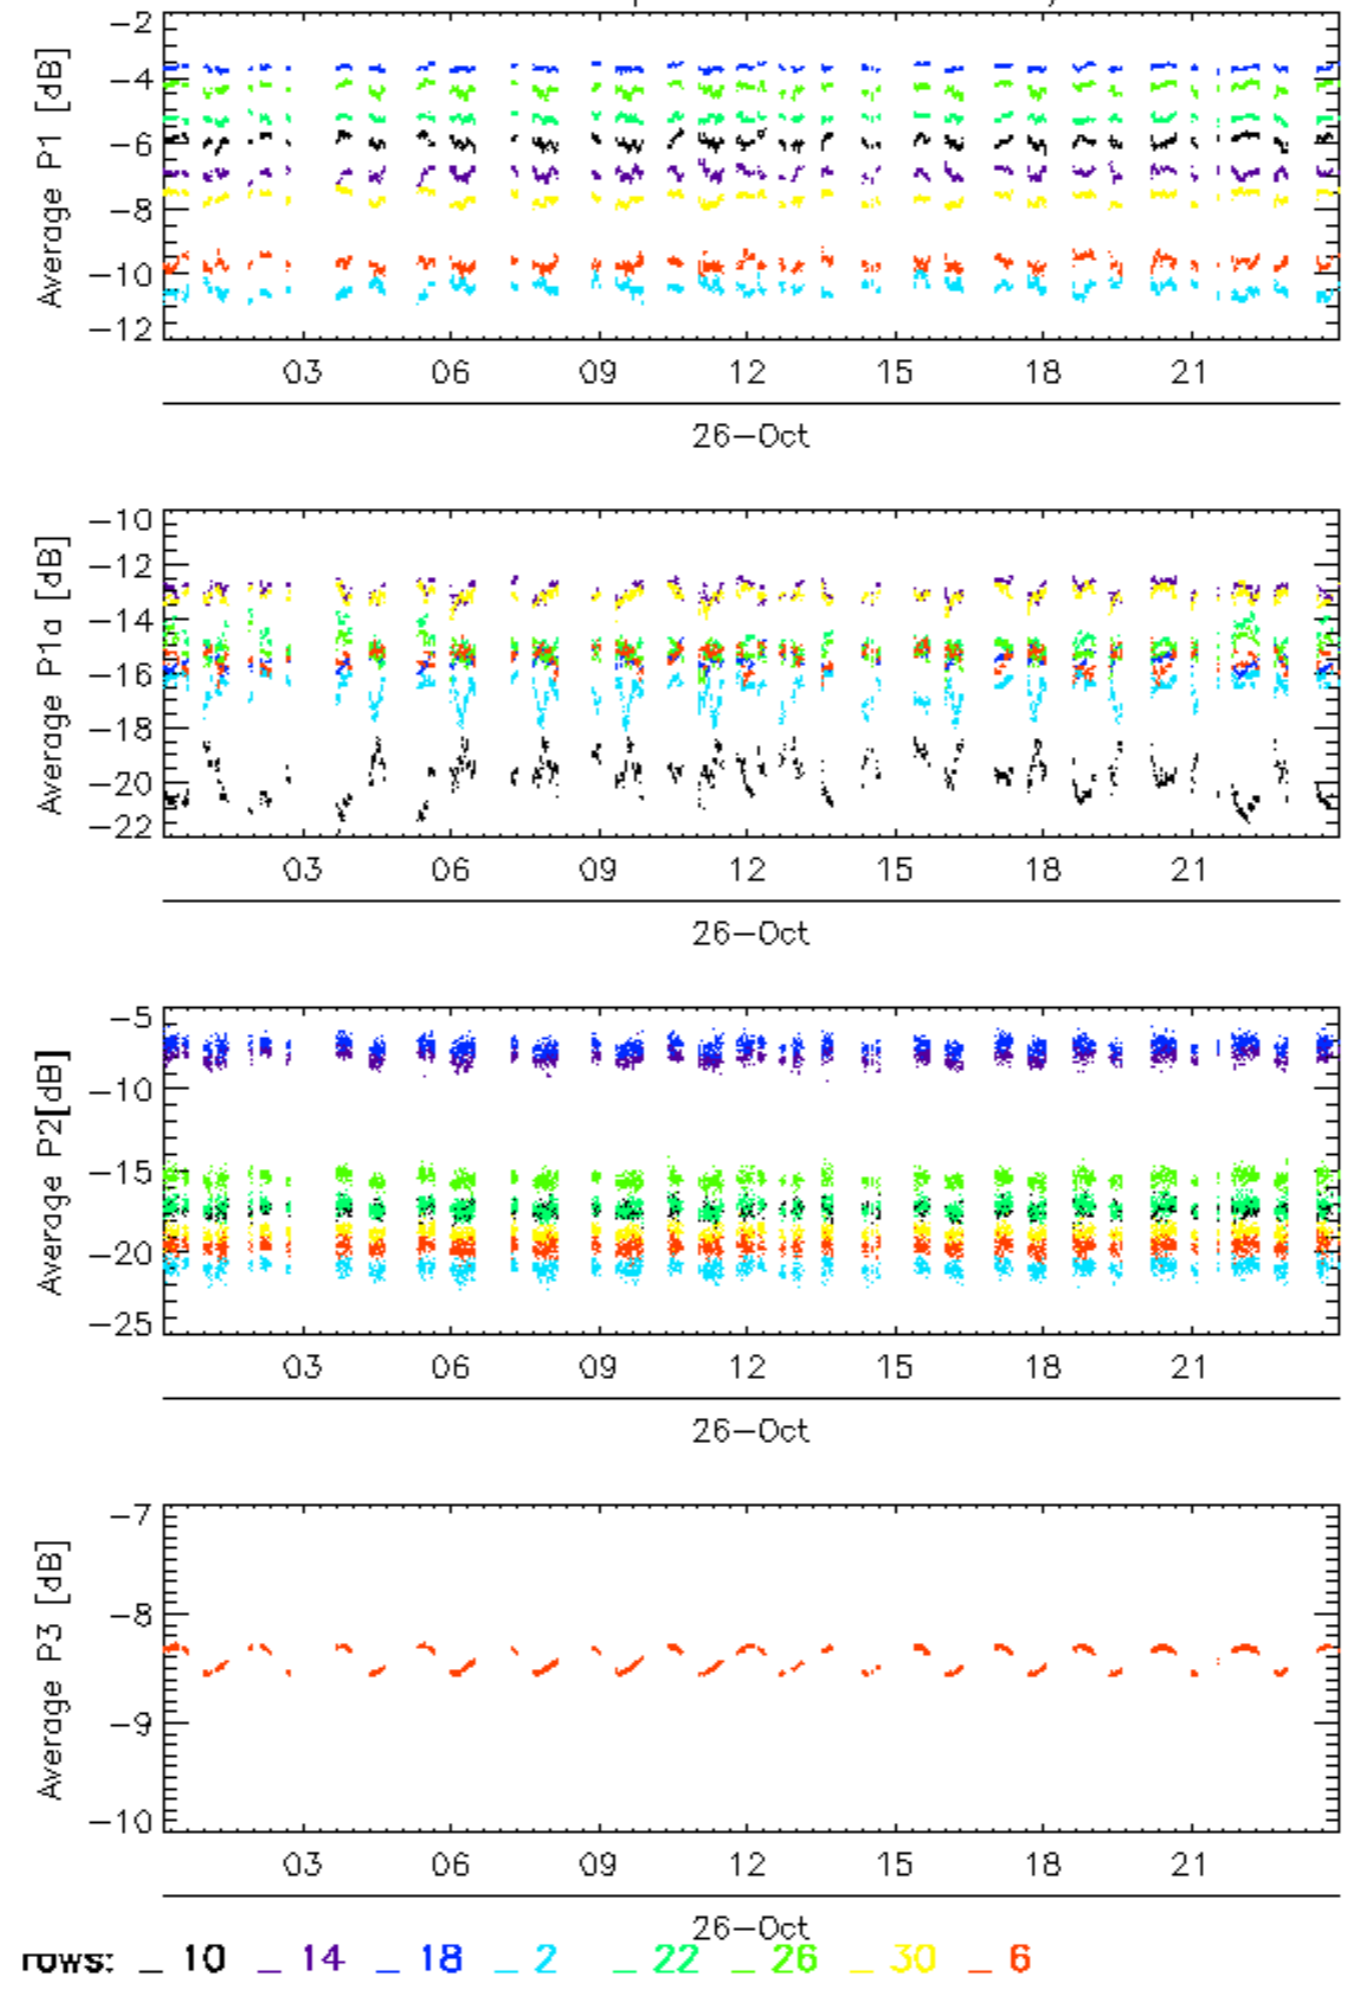 −2
−4
−6
−8
−10
−12
Average P1 [dB]
03 06 09 12 15 18 21
26−Oct
−10
−12
−14
−16
−18
−20
−22
Average P1a [dB]
03 06 09 12 15 18 21
26−Oct
−5
−10
−15
−20
−25
Average P2[dB]
03 06 09 12 15 18 21
26−Oct
−7
−8
−9
−10
Average P3 [dB]
03 06 09 12 15 18 21
26−Oct
rows: _ 10 _ 14 _ 18 _ 2 _ 22 _ 26 _ 30 _ 6